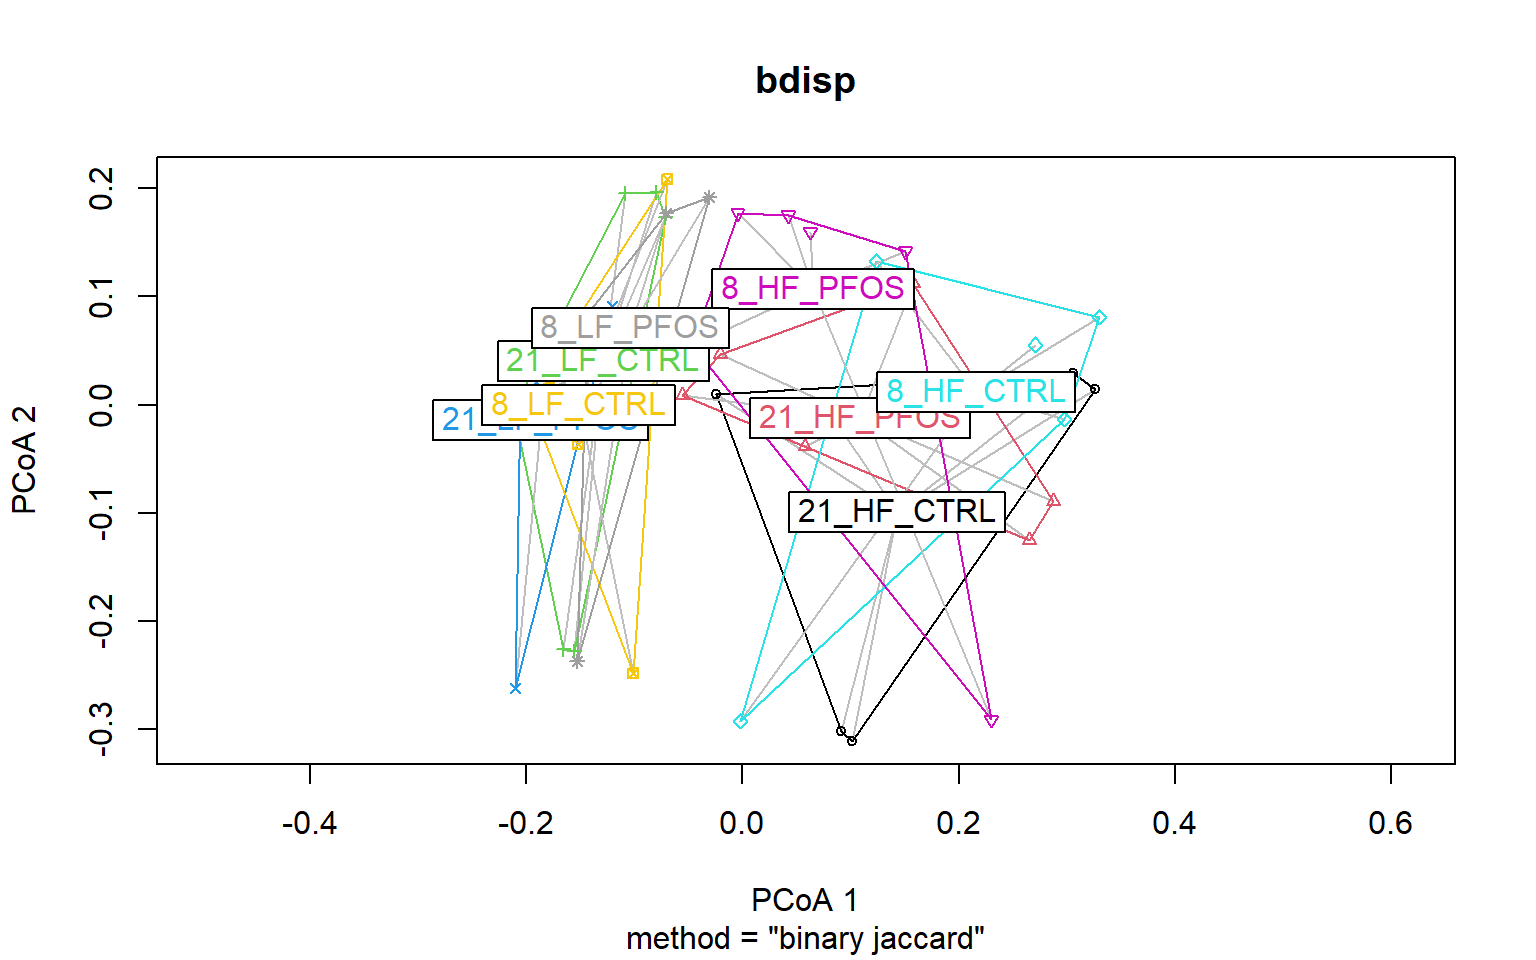 bdisp
PCoA 2
0.2
0.1
0.0
-0.1
-0.2
-0.3
8_HF_PFOS
8_LF_PFOS
21_LF_CTRL
8_LF_CTRL
8_HF_CTRL
21_LF_PFOS
21_HF_PFOS
21_HF_CTRL
-0.4
-0.2
0.0
0.2
0.4
0.6
PCoA 1
method = "binary jaccard"